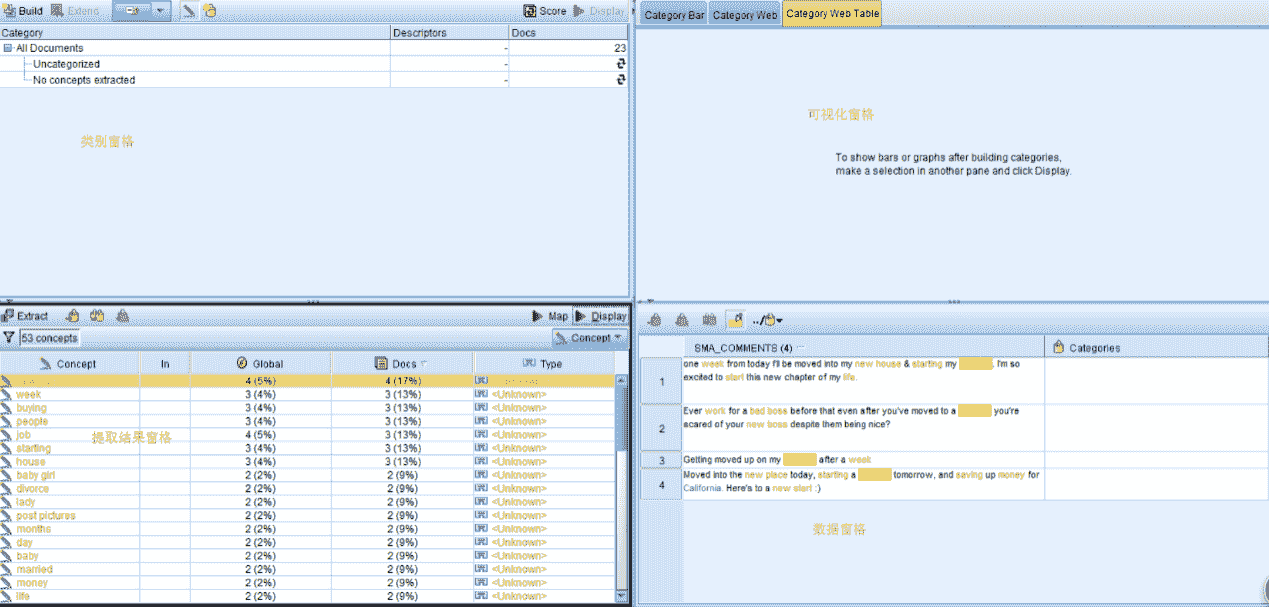 Build Extend Score Display
Category Descriptors Docs
All Documents - 23
Uncategorized -
No concepts extracted -
类别窗格
Category Bar Category Web Category Web Table
可视化窗格
To show bars or graphs after building categories,
make a selection in another pane and click Display.
Extract Map Display
53 concepts Concept
Concept In Global Docs Type
4 (5%) 4 (17%)
week 3 (4%) 3 (13%) <Unknown>
buying 3 (4%) 3 (13%) <Unknown>
people 3 (4%) 3 (13%) <Unknown>
job 4 (5%) 3 (13%) <Unknown>
提取结果窗格
starting 3 (4%) 3 (13%) <Unknown>
house 3 (4%) 3 (13%) <Unknown>
baby girl 2 (2%) 2 (9%) <Unknown>
divorce 2 (2%) 2 (9%) <Unknown>
lady 2 (2%) 2 (9%) <Unknown>
post pictures 2 (2%) 2 (9%) <Unknown>
months 2 (2%) 2 (9%) <Unknown>
day 2 (2%) 2 (9%) <Unknown>
baby 2 (2%) 2 (9%) <Unknown>
married 2 (2%) 2 (9%) <Unknown>
money 2 (2%) 2 (9%) <Unknown>
life 2 (2%) 2 (9%) <Unknown>
SMA_COMMENTS (4) Categories
1 one week from today I'll be moved into my new house & starting my , I'm so
excited to start this new chapter of my life.
2 Ever work for a bad boss before that even after you've moved to a you're
scared of your new boss despite them being nice?
3 Getting moved up on my after a week
4 Moved into the new place today, starting a tomorrow, and saving up money for
California. Here's to a new start :)
数据窗格